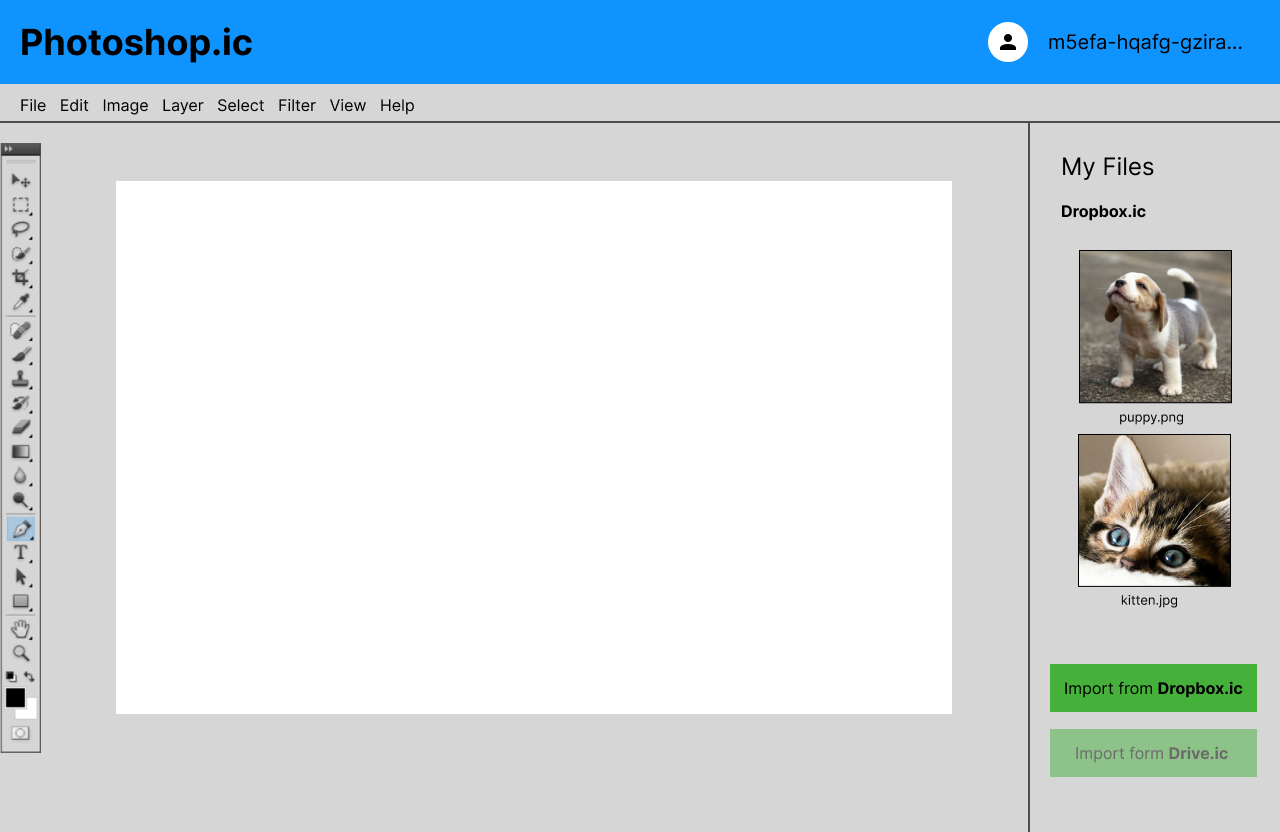 Photoshop.ic
m5efa-hqafg-gzira...
File Edit Image Layer Select Filter View Help
My Files
Dropbox.ic
puppy.png
kitten.jpg
Import from Dropbox.ic
Import form Drive.ic
T